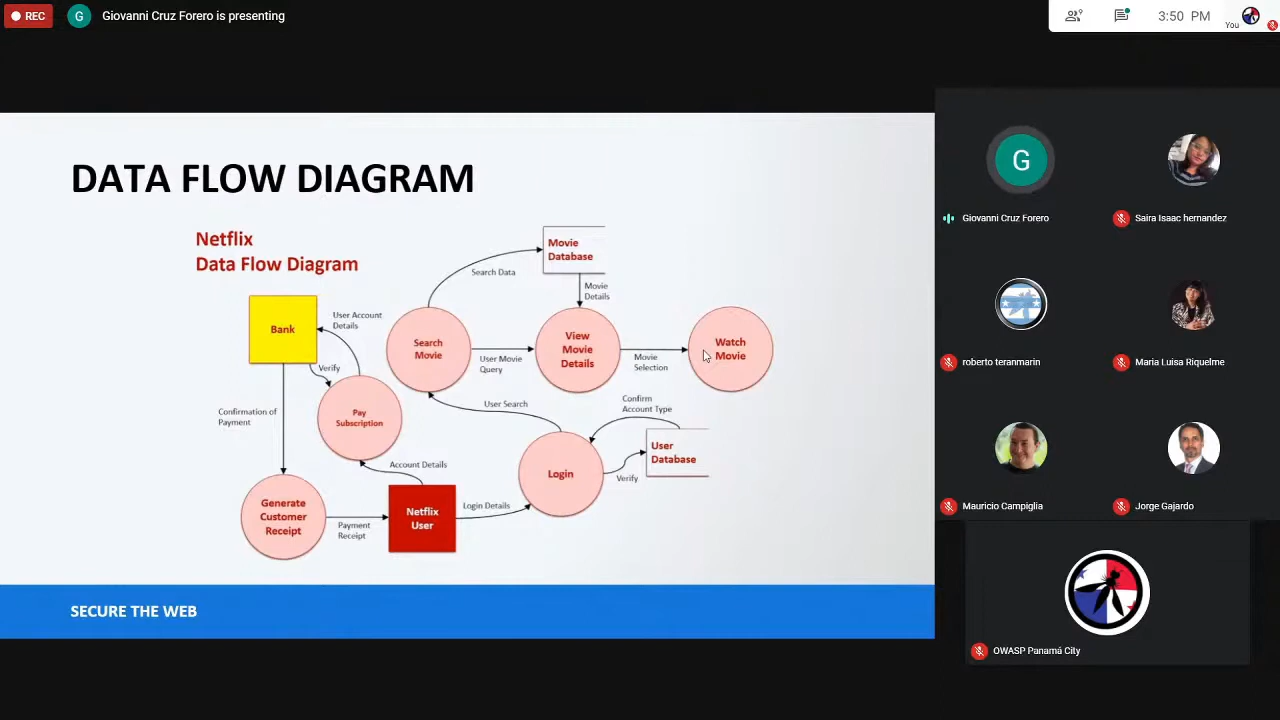 REC
G
Giovanni Cruz Forero is presenting
9
3:50 PM
You
DATA FLOW DIAGRAM
Netflix
Data Flow Diagram
Movie
Database
Search Data
Movie
Details
Bank
User Account
Details
Verify
Search
Movie
User Movie
Query
View
Movie
Details
Movie
Selection
Watch
Movie
Confirmation of
Payment
Pay
Subscription
User Search
Confirm
Account Type
User
Database
Account Details
Login
Verify
Generate
Customer
Receipt
Payment
Receipt
Netflix
User
Login Details
SECURE THE WEB
G
Giovanni Cruz Forero
Saira Isaac hernandez
roberto teranmarin
Maria Luisa Riquelme
Mauricio Campiglia
Jorge Gajardo
OWASP Panamá City